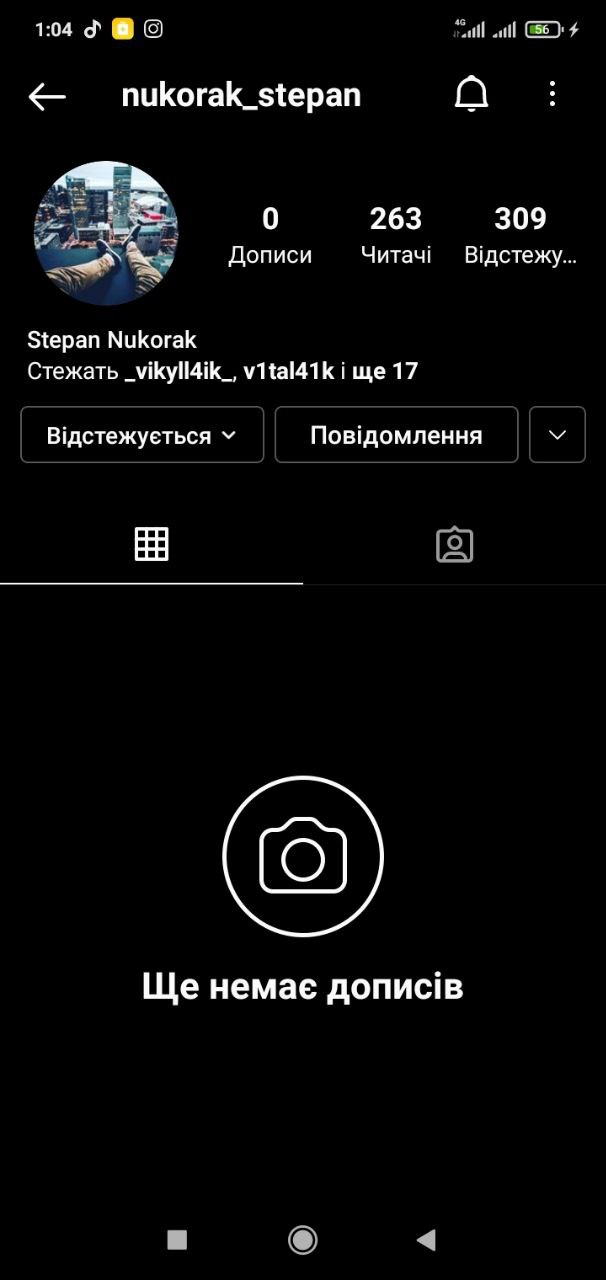 1:04 4G 56
nukorak_stepan
0 263 309
Дописи Читачі Відстежу...
Stepan Nukorak
Стежать _vikyll4ik_, v1tal41k і ще 17
Відстежується Повідомлення
Ще немає дописів